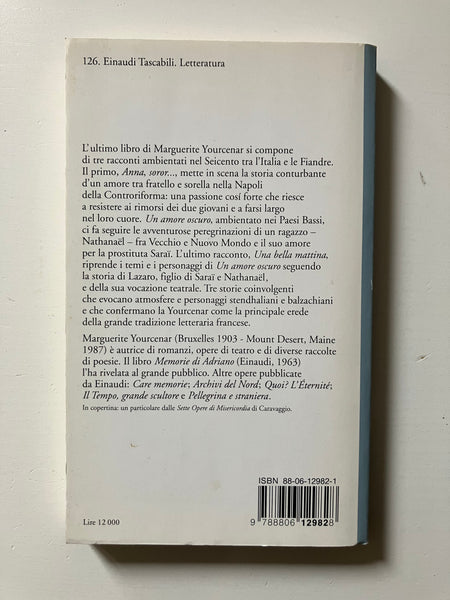 126. Einaudi Tascabili. Letteratura
L'ultimo libro di Marguerite Yourcenar si compone
di tre racconti ambientati nel Seicento tra l'Italia e le Fiandre.
Il primo, Anna, soror..., mette in scena la storia conturbante
d'un amore tra fratello e sorella nella Napoli
della Controriforma: una passione cosí forte che riesce
a resistere ai rimorsi dei due giovani e a farsi largo
nel loro cuore. Un amore oscuro, ambientato nei Paesi Bassi,
ci fa seguire le avventurose peregrinazioni di un ragazzo –
Nathanaël – fra Vecchio e Nuovo Mondo e il suo amore
per la prostituta Saraï. L'ultimo racconto, Una bella mattina,
riprende i temi e i personaggi di Un amore oscuro seguendo
la storia di Lazaro, figlio di Saraï e Nathanaël,
e della sua vocazione teatrale. Tre storie coinvolgenti
che evocano atmosfere e personaggi stendhaliani e balzachiani
e che confermano la Yourcenar come la principale erede
della grande tradizione letteraria francese.
Marguerite Yourcenar (Bruxelles 1903 - Mount Desert, Maine
1987) è autrice di romanzi, opere di teatro e di diverse raccolte
di poesie. Il libro Memorie di Adriano (Einaudi, 1963)
l'ha rivelata al grande pubblico. Altre opere pubblicate
da Einaudi: Care memorie; Archivi del Nord; Quoi? L'Éternité;
Il Tempo, grande scultore e Pellegrina e straniera.
In copertina: un particolare dalle Sette Opere di Misericordia di Caravaggio.
ISBN 88-06-12982-1
9 788806 129828
Lire 12 000